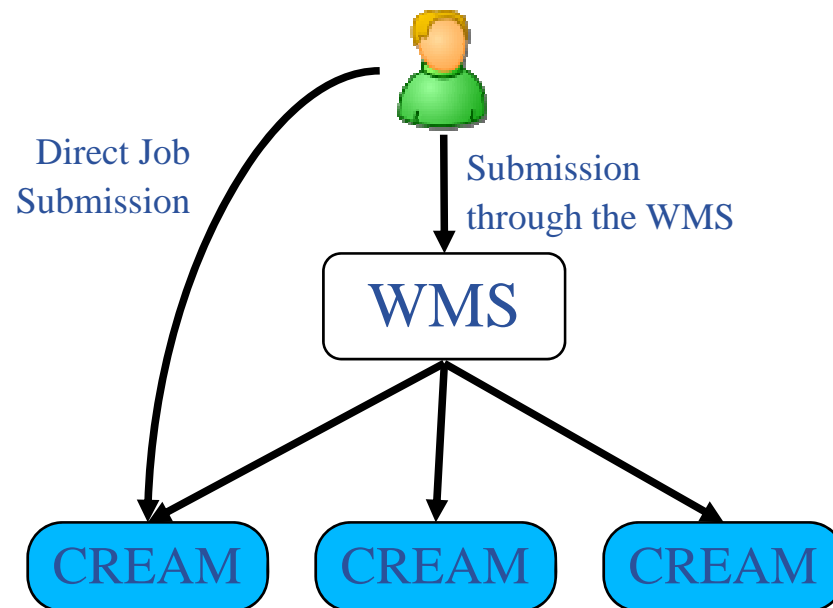 Direct Job
Submission
Submission
through the WMS
WMS
CREAM
CREAM
CREAM